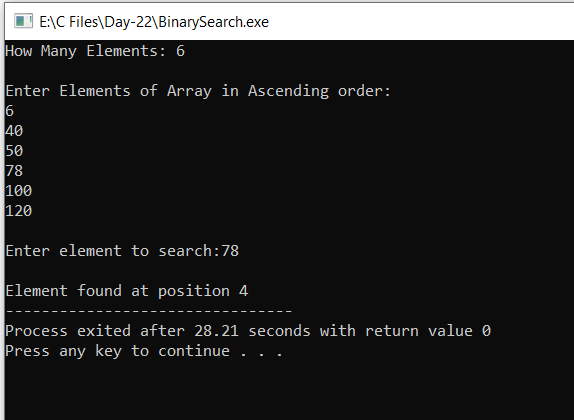 E:\C Files\Day-22\BinarySearch.exe
How Many Elements: 6
Enter Elements of Array in Ascending order:
6
40
50
78
100
120
Enter element to search:78
Element found at position 4
--------------------------------
Process exited after 28.21 seconds with return value 0
Press any key to continue . . .